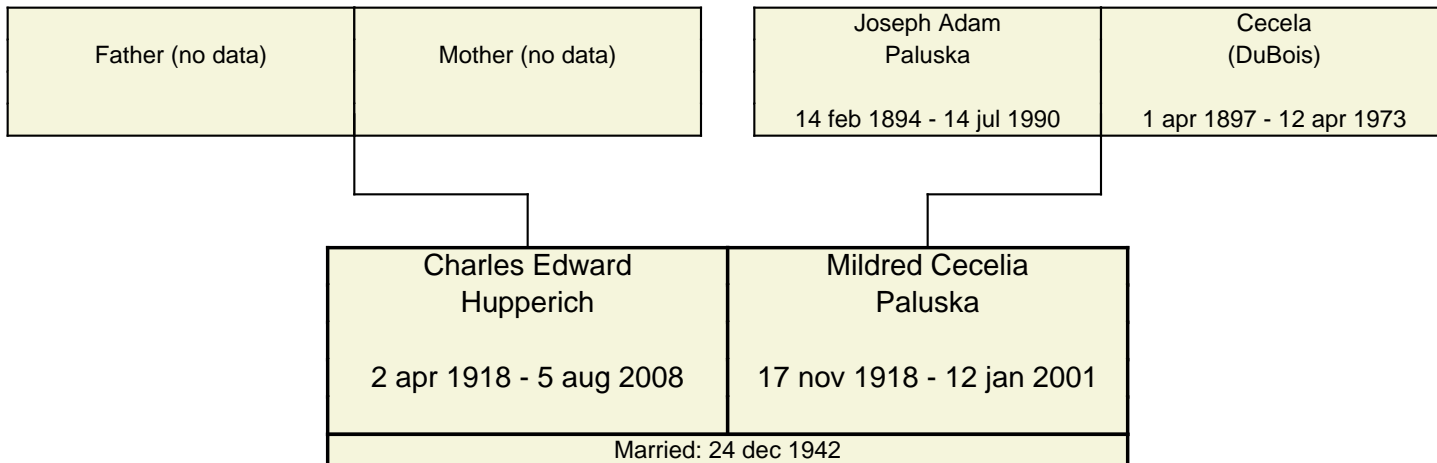 Father (no data)
Mother (no data)
Joseph Adam
Paluska
14 feb 1894 - 14 jul 1990
Cecela
(DuBois)
1 apr 1897 - 12 apr 1973
Charles Edward
Hupperich
2 apr 1918 - 5 aug 2008
Mildred Cecelia
Paluska
17 nov 1918 - 12 jan 2001
Married: 24 dec 1942